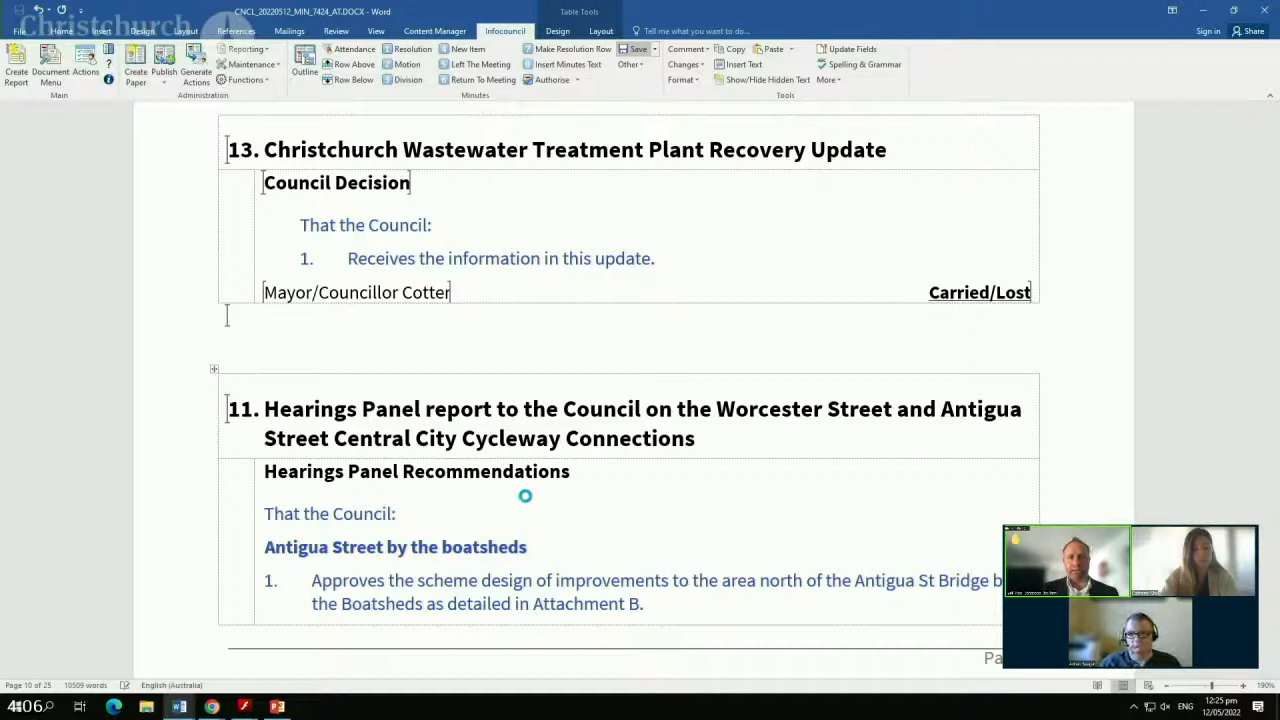 CNCL_20220512_MIN_7424_AT.DOCX - Word
Table Tools
Christchurch
File Home Insert Design Layout References Mailings Review View Content Manager Infocouncil Design Layout Tell me what you want to do...
Sign in Share
Create Report
Document Menu
Actions
Main
Create Paper
Publish
Generate Actions
Reporting
Maintenance
Functions
Administration
Outline
Attendance
Row Above
Row Below
Resolution
Motion
Division
New Item
Left The Meeting
Return To Meeting
Make Resolution Row
Insert Minutes Text
Authorise
Save
Other
Minutes
Comment
Changes
Format
Copy
Paste
Insert Text
Show/Hide Hidden Text
Update Fields
Spelling & Grammar
More
Tools
13. Christchurch Wastewater Treatment Plant Recovery Update
Council Decision
That the Council:
1. Receives the information in this update.
Mayor/Councillor Cotter Carried/Lost
11. Hearings Panel report to the Council on the Worcester Street and Antigua
Street Central City Cycleway Connections
Hearings Panel Recommendations
That the Council:
Antigua Street by the boatsheds
1. Approves the scheme design of improvements to the area north of the Antigua St Bridge b
the Boatsheds as detailed in Attachment B.
Pa
Page 10 of 25 10509 words English (Australia)
190%
4:06
ENG
12:25 pm
12/05/2022